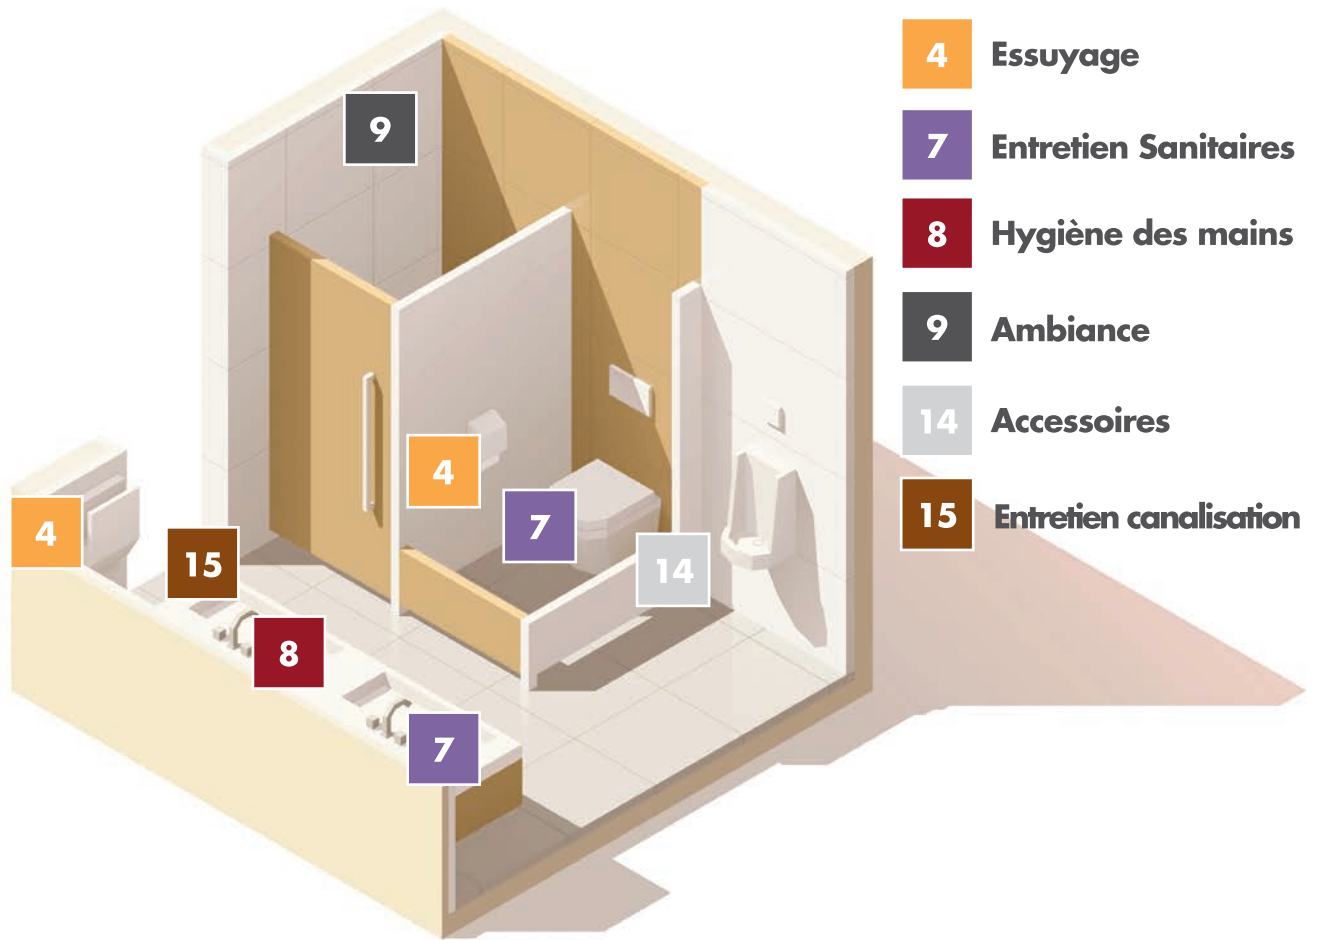 9
4
7
14
4
15
8
7
4 Essuyage
7 Entretien Sanitaires
8 Hygiène des mains
9 Ambiance
14 Accessoires
15 Entretien canalisation